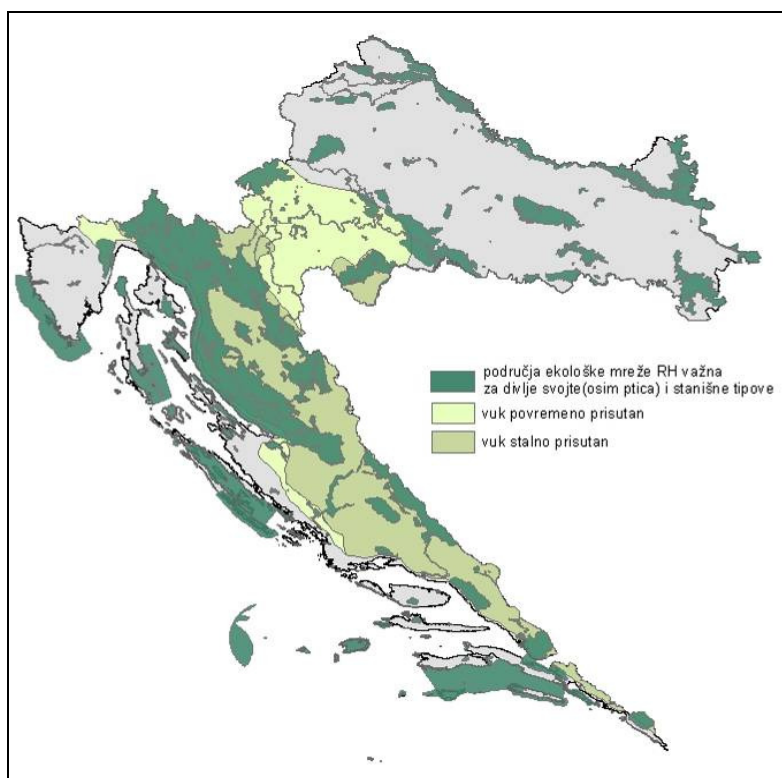 područja ekološke mreže RH važna
za divlje svojte(osim ptica) i stanišne tipove
vuk povremeno prisutan
vuk stalno prisutan